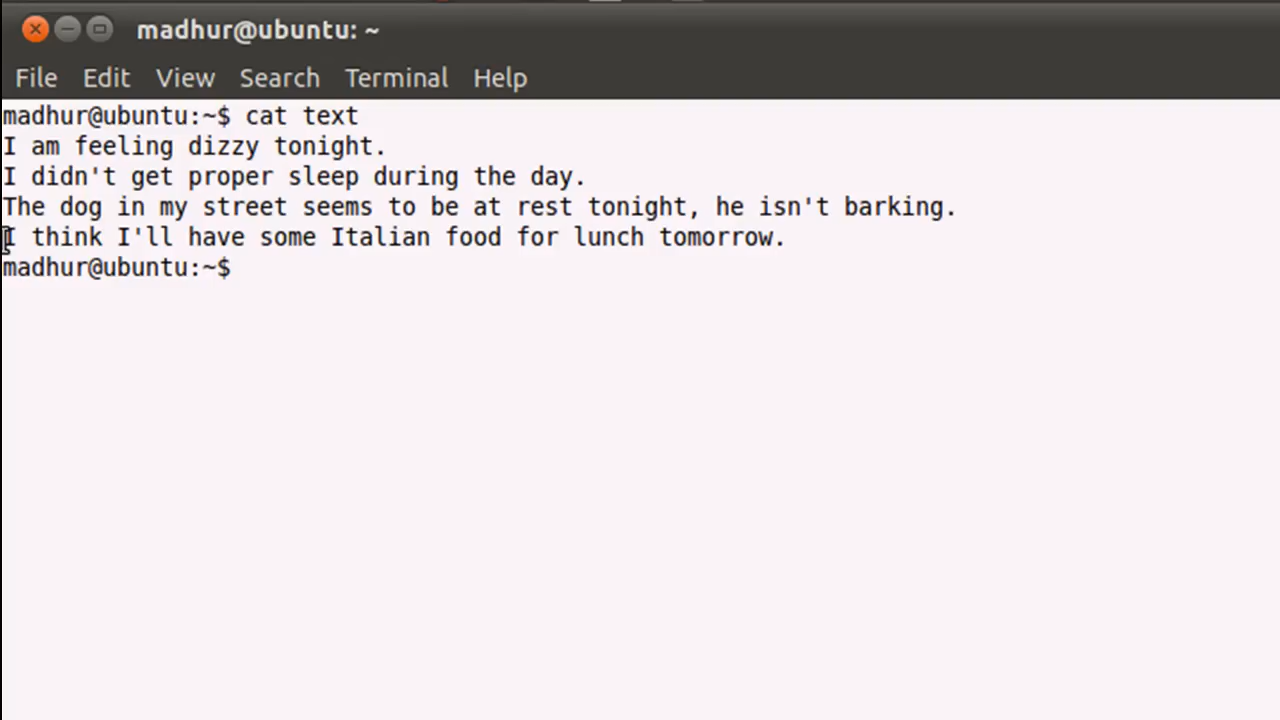 madhur@ubuntu: ~
File Edit View Search Terminal Help
madhur@ubuntu:~$ cat text
I am feeling dizzy tonight.
I didn't get proper sleep during the day.
The dog in my street seems to be at rest tonight, he isn't barking.
I think I'll have some Italian food for lunch tomorrow.
madhur@ubuntu:~$